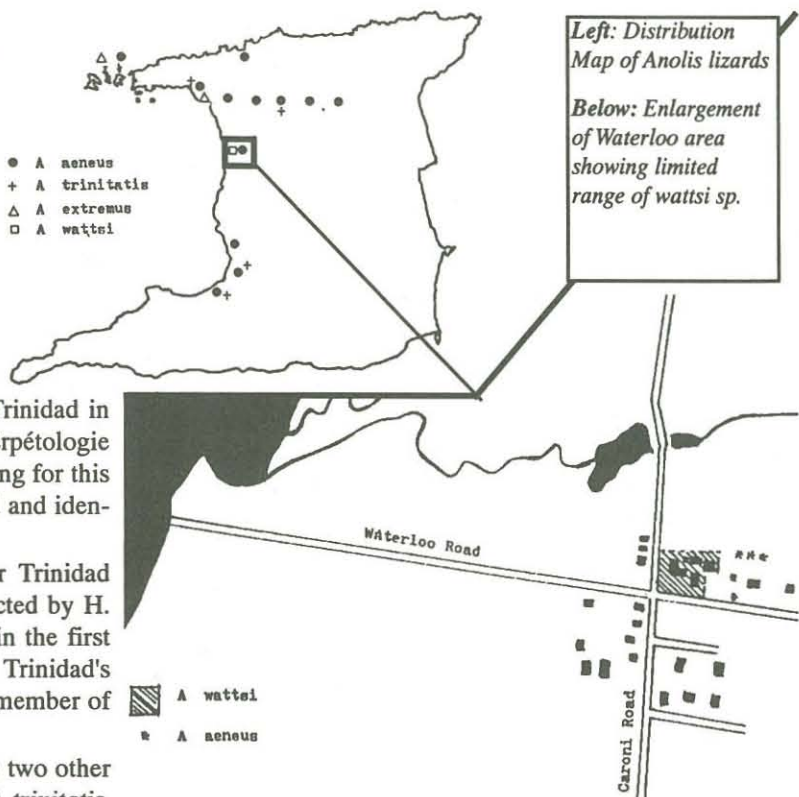 Left: Distribution
Map of Anolis lizards
Below: Enlargement
of Waterloo area
showing limited
range of wattsi sp.
A aeneus
+ A trinitatis
A extremus
A wattsi
Trinidad in
erpétologie
ng for this
and iden-
r Trinidad
cted by H.
in the first
Trinidad's
member of
two other
trinitatis
WAterloo Road
Caroni Road
A wattsi
* A aeneus